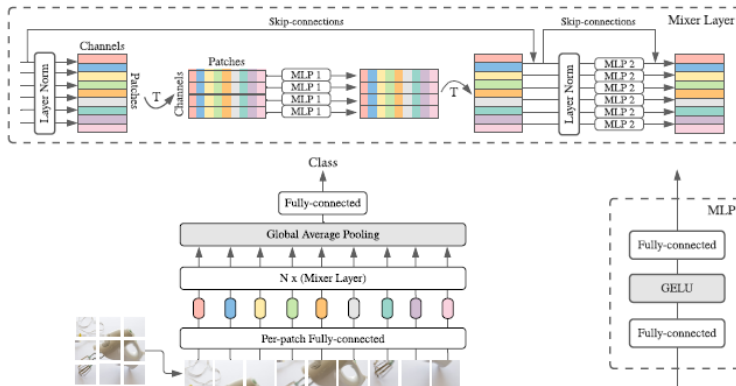 Skip-connections
Skip-connections
Mixer Layer
Channels
Layer Norm
Patches
T
Patches
Channels
MLP 1
MLP 1
MLP 1
MLP 1
T
Layer Norm
MLP 2
MLP 2
MLP 2
MLP 2
MLP 2
MLP 2
Class
Fully-connected
Global Average Pooling
N x (Mixer Layer)
Per-patch Fully-connected
MLP
Fully-connected
GELU
Fully-connected